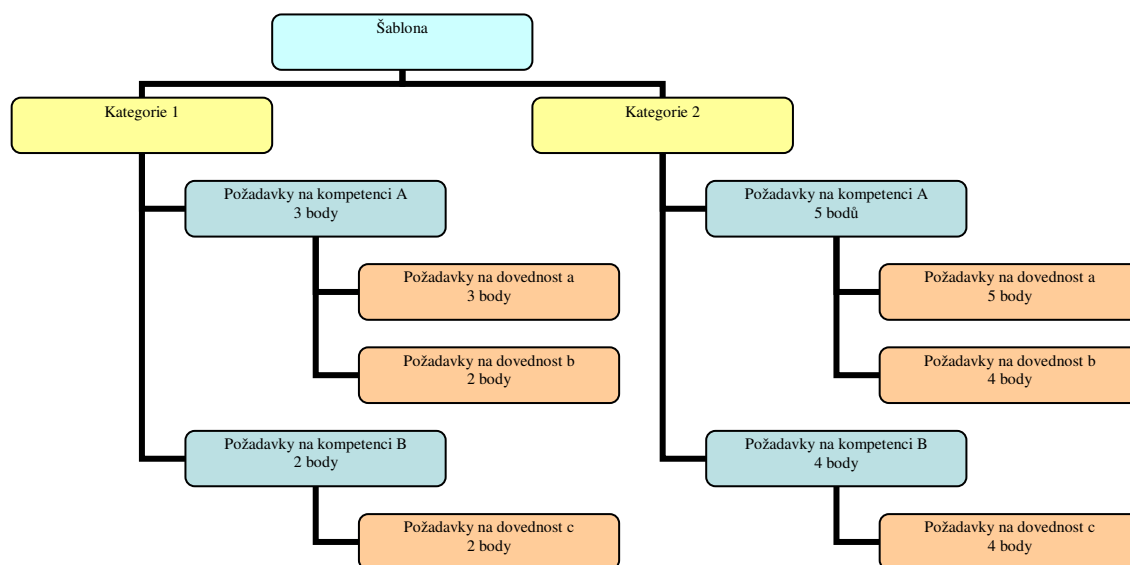 Šablona
Kategorie 1
Kategorie 2
Požadavky na kompetenci A
3 body
Požadavky na kompetenci A
5 bodů
Požadavky na dovednost a
3 body
Požadavky na dovednost a
5 body
Požadavky na dovednost b
2 body
Požadavky na dovednost b
4 body
Požadavky na kompetenci B
2 body
Požadavky na kompetenci B
4 body
Požadavky na dovednost c
2 body
Požadavky na dovednost c
4 body